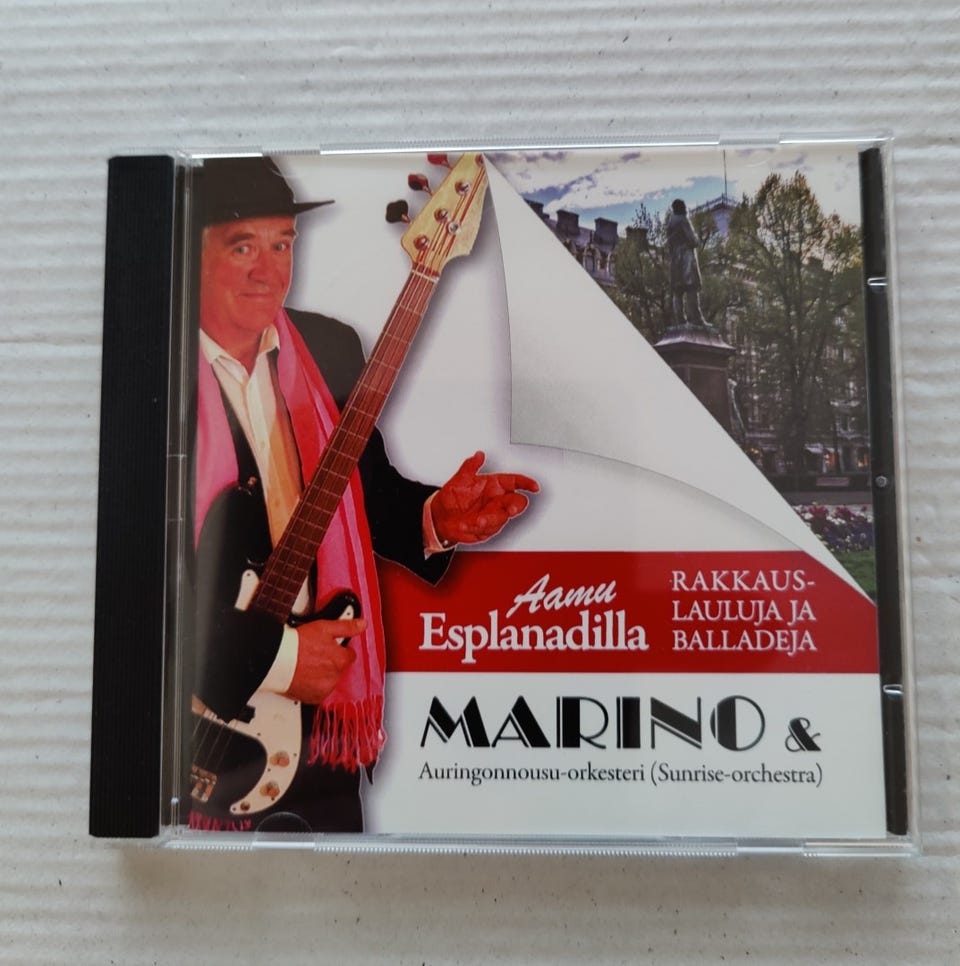 Aamu
Esplanadilla
RAKKAUS-
LAULUJA JA
BALLADEJA
MARINO &
Auringonnousu-orkesteri (Sunrise-orchestra)